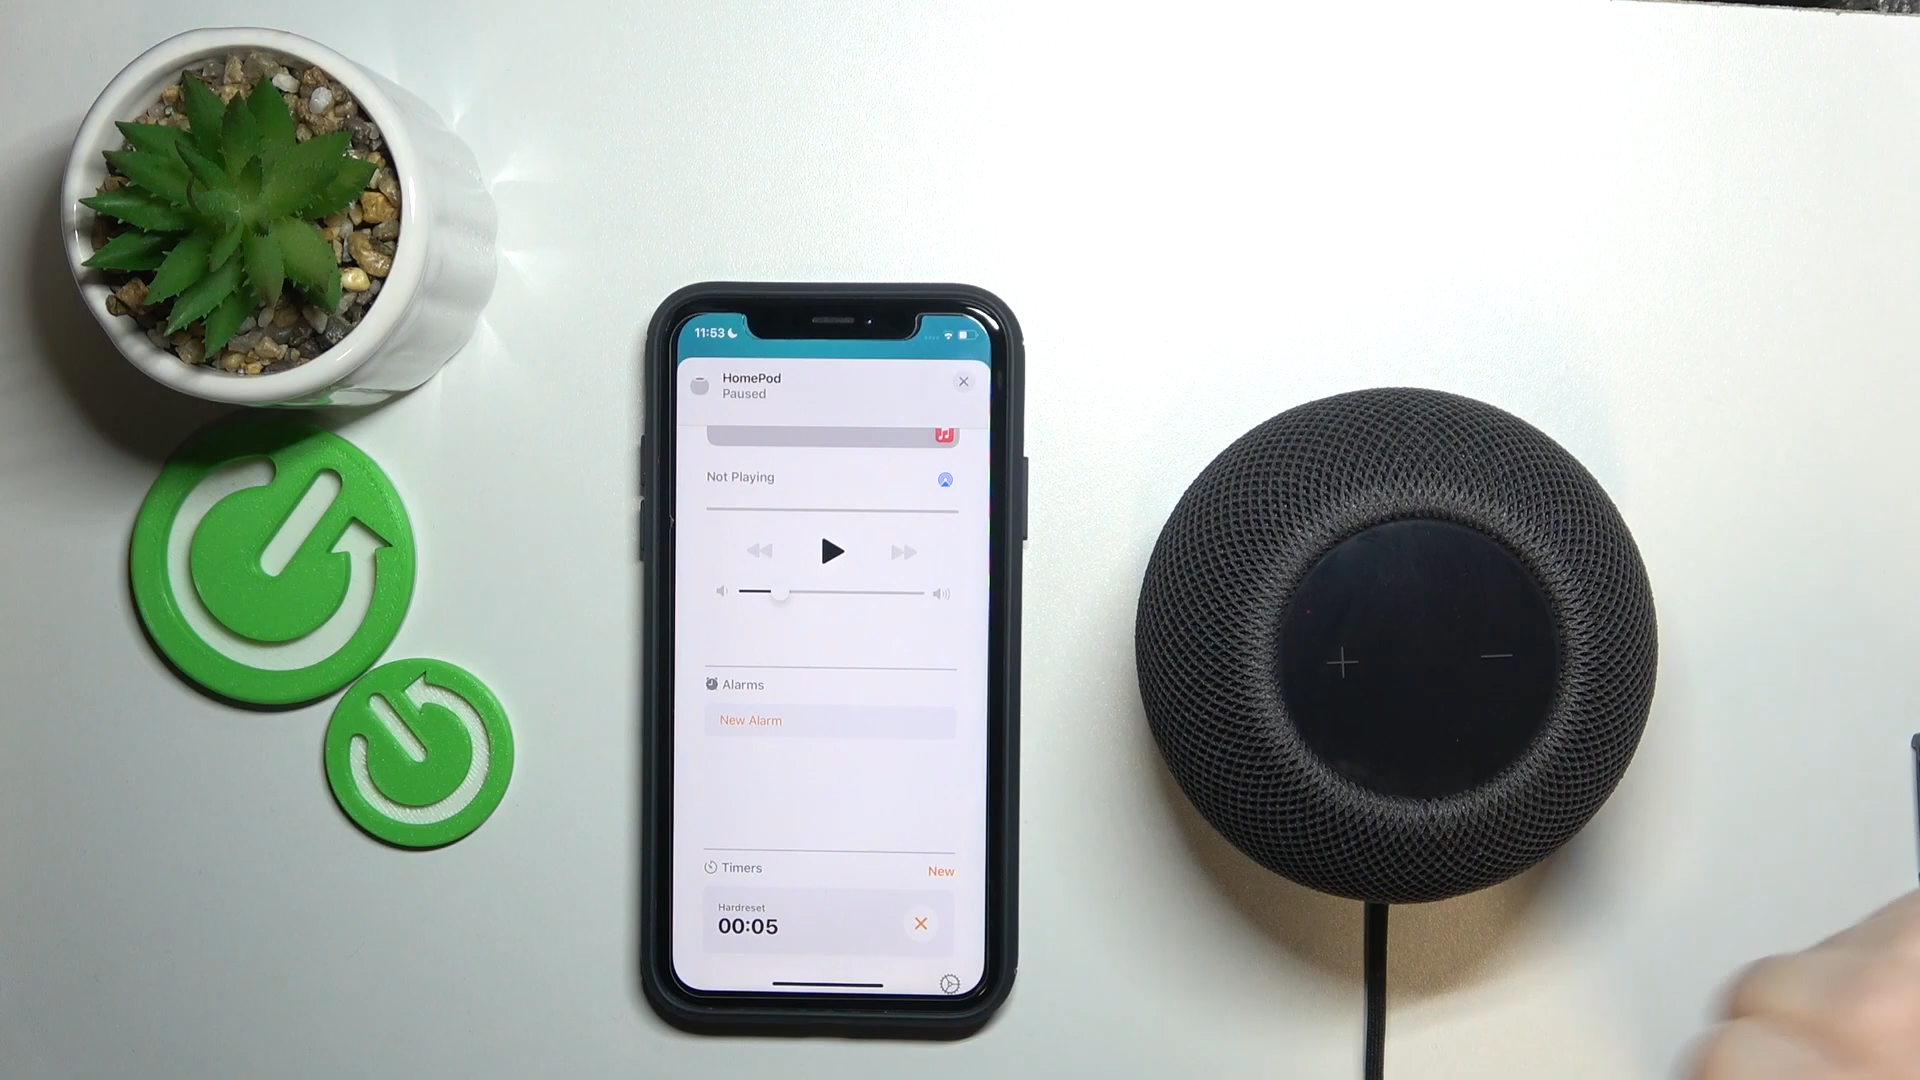 11:53
HomePod
Paused
Not Playing
Alarms
New Alarm
Timers
New
Hardreset
00:05